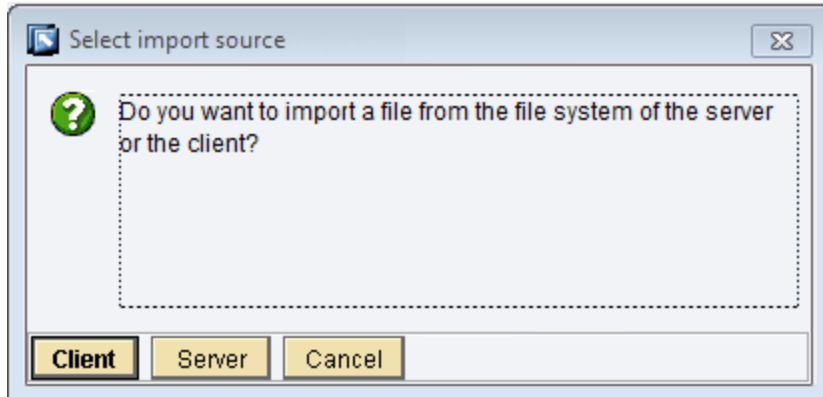 Select import source
Do you want to import a file from the file system of the server
or the client?
Client
Server
Cancel